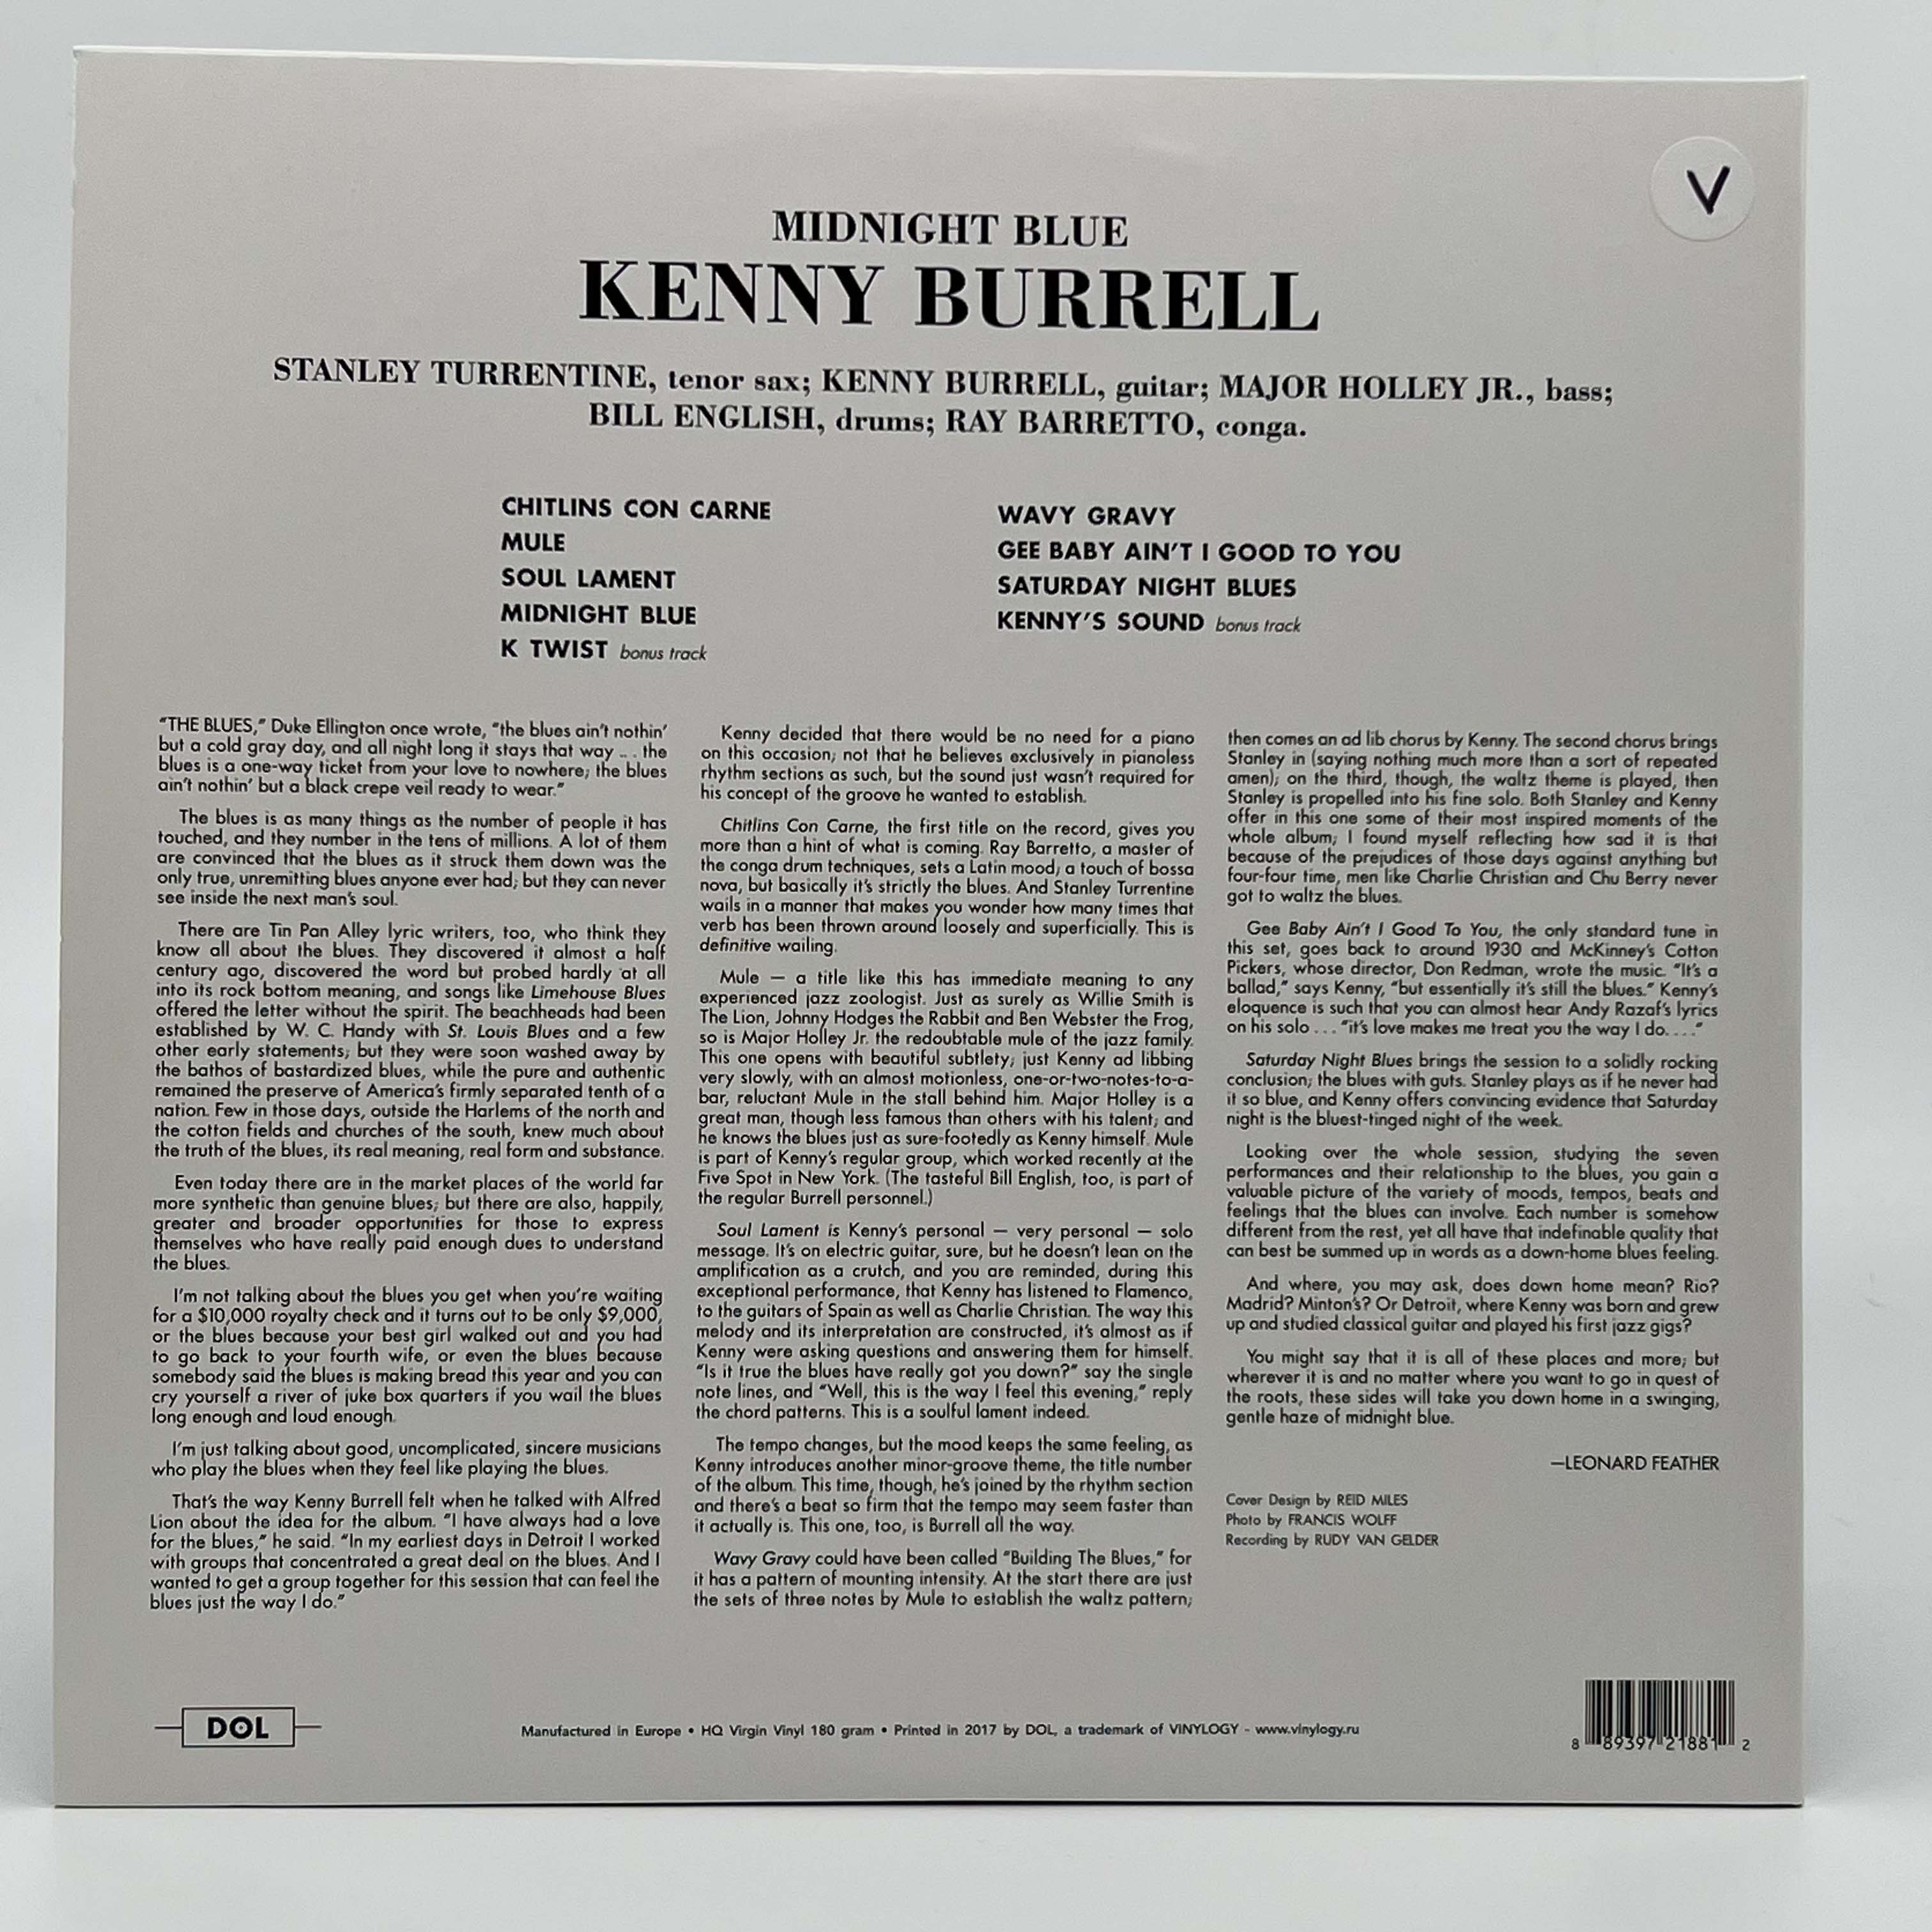 V
MIDNIGHT BLUE
KENNY BURRELL
STANLEY TURRENTINE, tenor sax; KENNY BURRELL, guitar; MAJOR HOLLEY JR., bass;
BILL ENGLISH, drums; RAY BARRETTO, conga.
CHITLINS CON CARNE
MULE
SOUL LAMENT
MIDNIGHT BLUE
K TWIST bonus track
WAVY GRAVY
GEE BABY AIN'T I GOOD TO YOU
SATURDAY NIGHT BLUES
KENNY'S SOUND bonus track
"THE BLUES," Duke Ellington once wrote, "the blues ain't nothin'
but a cold gray day, and all night long it stays that way ... the
blues is a one-way ticket from your love to nowhere; the blues
ain't nothin' but a black crepe veil ready to wear."
The blues is as many things as the number of people it has
touched, and they number in the tens of millions. A lot of them
are convinced that the blues as it struck them down was the
only true, unremitting blues anyone ever had; but they can never
see inside the next man's soul.
There are Tin Pan Alley lyric writers, too, who think they
know all about the blues. They discovered it almost a half
century ago, discovered the word but probed hardly at all
into its rock bottom meaning, and songs like Limehouse Blues
offered the letter without the spirit. The beachheads had been
established by W. C. Handy with St. Louis Blues and a few
other early statements; but they were soon washed away by
the bathos of bastardized blues, while the pure and authentic
remained the preserve of America's firmly separated tenth of a
nation. Few in those days, outside the Harlems of the north and
the cotton fields and churches of the south, knew much about
the truth of the blues, its real meaning, real form and substance.
Even today there are in the market places of the world far
more synthetic than genuine blues; but there are also, happily,
greater and broader opportunities for those to express
themselves who have really paid enough dues to understand
the blues.
I'm not talking about the blues you get when you're waiting
for a $10,000 royalty check and it turns out to be only $9,000,
or the blues because your best girl walked out and you had
to go back to your fourth wife, or even the blues because
somebody said the blues is making bread this year and you can
cry yourself a river of juke box quarters if you wail the blues
long enough and loud enough.
I'm just talking about good, uncomplicated, sincere musicians
who play the blues when they feel like playing the blues.
That's the way Kenny Burrell felt when he talked with Alfred
Lion about the idea for the album. "I have always had a love
for the blues," he said. "In my earliest days in Detroit I worked
with groups that concentrated a great deal on the blues. And I
wanted to get a group together for this session that can feel the
blues just the way I do."
Kenny decided that there would be no need for a piano
on this occasion; not that he believes exclusively in pianoless
rhythm sections as such, but the sound just wasn't required for
his concept of the groove he wanted to establish.
Chitlins Con Carne, the first title on the record, gives you
more than a hint of what is coming. Ray Barretto, a master of
the conga drum techniques, sets a Latin mood; a touch of bossa
nova, but basically it's strictly the blues. And Stanley Turrentine
wails in a manner that makes you wonder how many times that
verb has been thrown around loosely and superficially. This is
definitive wailing.
Mule — a title like this has immediate meaning to any
experienced jazz zoologist. Just as surely as Willie Smith is
The Lion, Johnny Hodges the Rabbit and Ben Webster the Frog,
so is Major Holley Jr. the redoubtable mule of the jazz family.
This one opens with beautiful subtlety; just Kenny ad libbing
very slowly, with an almost motionless, one-or-two-notes-to-a-
bar, reluctant Mule in the stall behind him. Major Holley is a
great man, though less famous than others with his talent; and
he knows the blues just as sure-footedly as Kenny himself. Mule
is part of Kenny's regular group, which worked recently at the
Five Spot in New York. (The tasteful Bill English, too, is part of
the regular Burrell personnel.)
Soul Lament is Kenny's personal — very personal — solo
message. It's on electric guitar, sure, but he doesn't lean on the
amplification as a crutch, and you are reminded, during this
exceptional performance, that Kenny has listened to Flamenco,
to the guitars of Spain as well as Charlie Christian. The way this
melody and its interpretation are constructed, it's almost as if
Kenny were asking questions and answering them for himself.
"Is it true the blues have really got you down?" say the single
note lines, and "Well, this is the way I feel this evening," reply
the chord patterns. This is a soulful lament indeed.
The tempo changes, but the mood keeps the same feeling, as
Kenny introduces another minor-groove theme, the title number
of the album. This time, though, he's joined by the rhythm section
and there's a beat so firm that the tempo may seem faster than
it actually is. This one, too, is Burrell all the way.
Wavy Gravy could have been called "Building The Blues," for
it has a pattern of mounting intensity. At the start there are just
the sets of three notes by Mule to establish the waltz pattern;
then comes an ad lib chorus by Kenny. The second chorus brings
Stanley in (saying nothing much more than a sort of repeated
amen); on the third, though, the waltz theme is played, then
Stanley is propelled into his fine solo. Both Stanley and Kenny
offer in this one some of their most inspired moments of the
whole album; I found myself reflecting how sad it is that
because of the prejudices of those days against anything but
four-four time, men like Charlie Christian and Chu Berry never
got to waltz the blues.
Gee Baby Ain't I Good To You, the only standard tune in
this set, goes back to around 1930 and McKinney's Cotton
Pickers, whose director, Don Redman, wrote the music. "It's a
ballad," says Kenny, "but essentially it's still the blues." Kenny's
eloquence is such that you can almost hear Andy Razaf's lyrics
on his solo ... "it's love makes me treat you the way I do. ..."
Saturday Night Blues brings the session to a solidly rocking
conclusion; the blues with guts. Stanley plays as if he never had
it so blue, and Kenny offers convincing evidence that Saturday
night is the bluest-tinged night of the week.
Looking over the whole session, studying the seven
performances and their relationship to the blues, you gain a
valuable picture of the variety of moods, tempos, beats and
feelings that the blues can involve. Each number is somehow
different from the rest, yet all have that indefinable quality that
can best be summed up in words as a down-home blues feeling.
And where, you may ask, does down home mean? Rio?
Madrid? Minton's? Or Detroit, where Kenny was born and grew
up and studied classical guitar and played his first jazz gigs?
You might say that it is all of these places and more; but
wherever it is and no matter where you want to go in quest of
the roots, these sides will take you down home in a swinging,
gentle haze of midnight blue.
—LEONARD FEATHER
Cover Design by REID MILES
Photo by FRANCIS WOLFF
Recording by RUDY VAN GELDER
DOL
Manufactured in Europe • HQ Virgin Vinyl 180 gram • Printed in 2017 by DOL, a trademark of VINYLOGY - www.vinylogy.ru
8 89397 21881 2